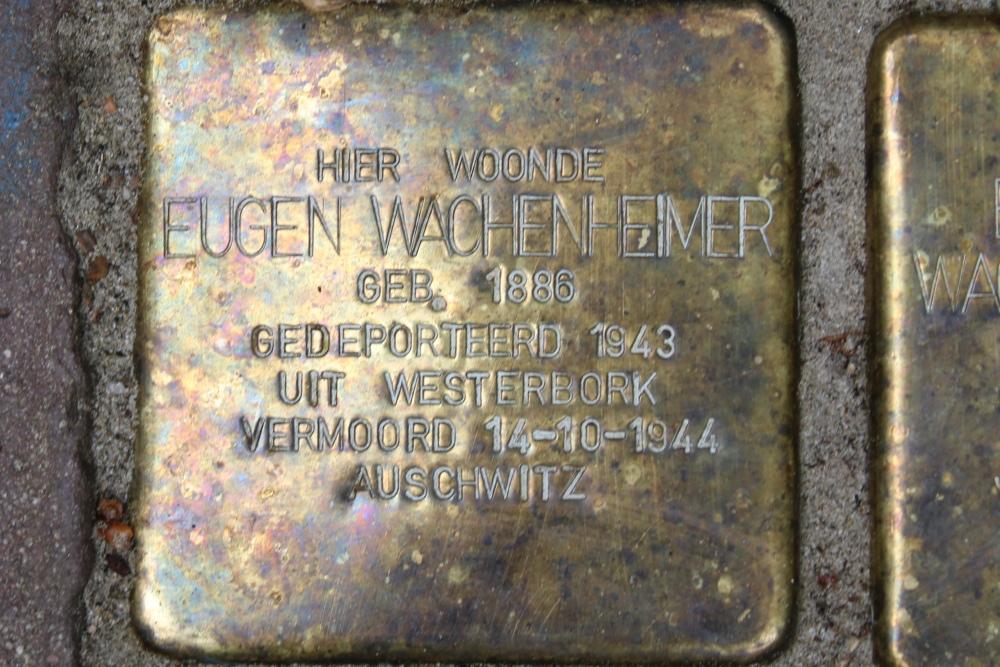 HIER WOONDE
EUGEN WACHENHEIMER
GEB. 1886
GEDEPORTEERD 1943
UIT WESTERBORK
VERMOORD 14-10-1944
AUSCHWITZ